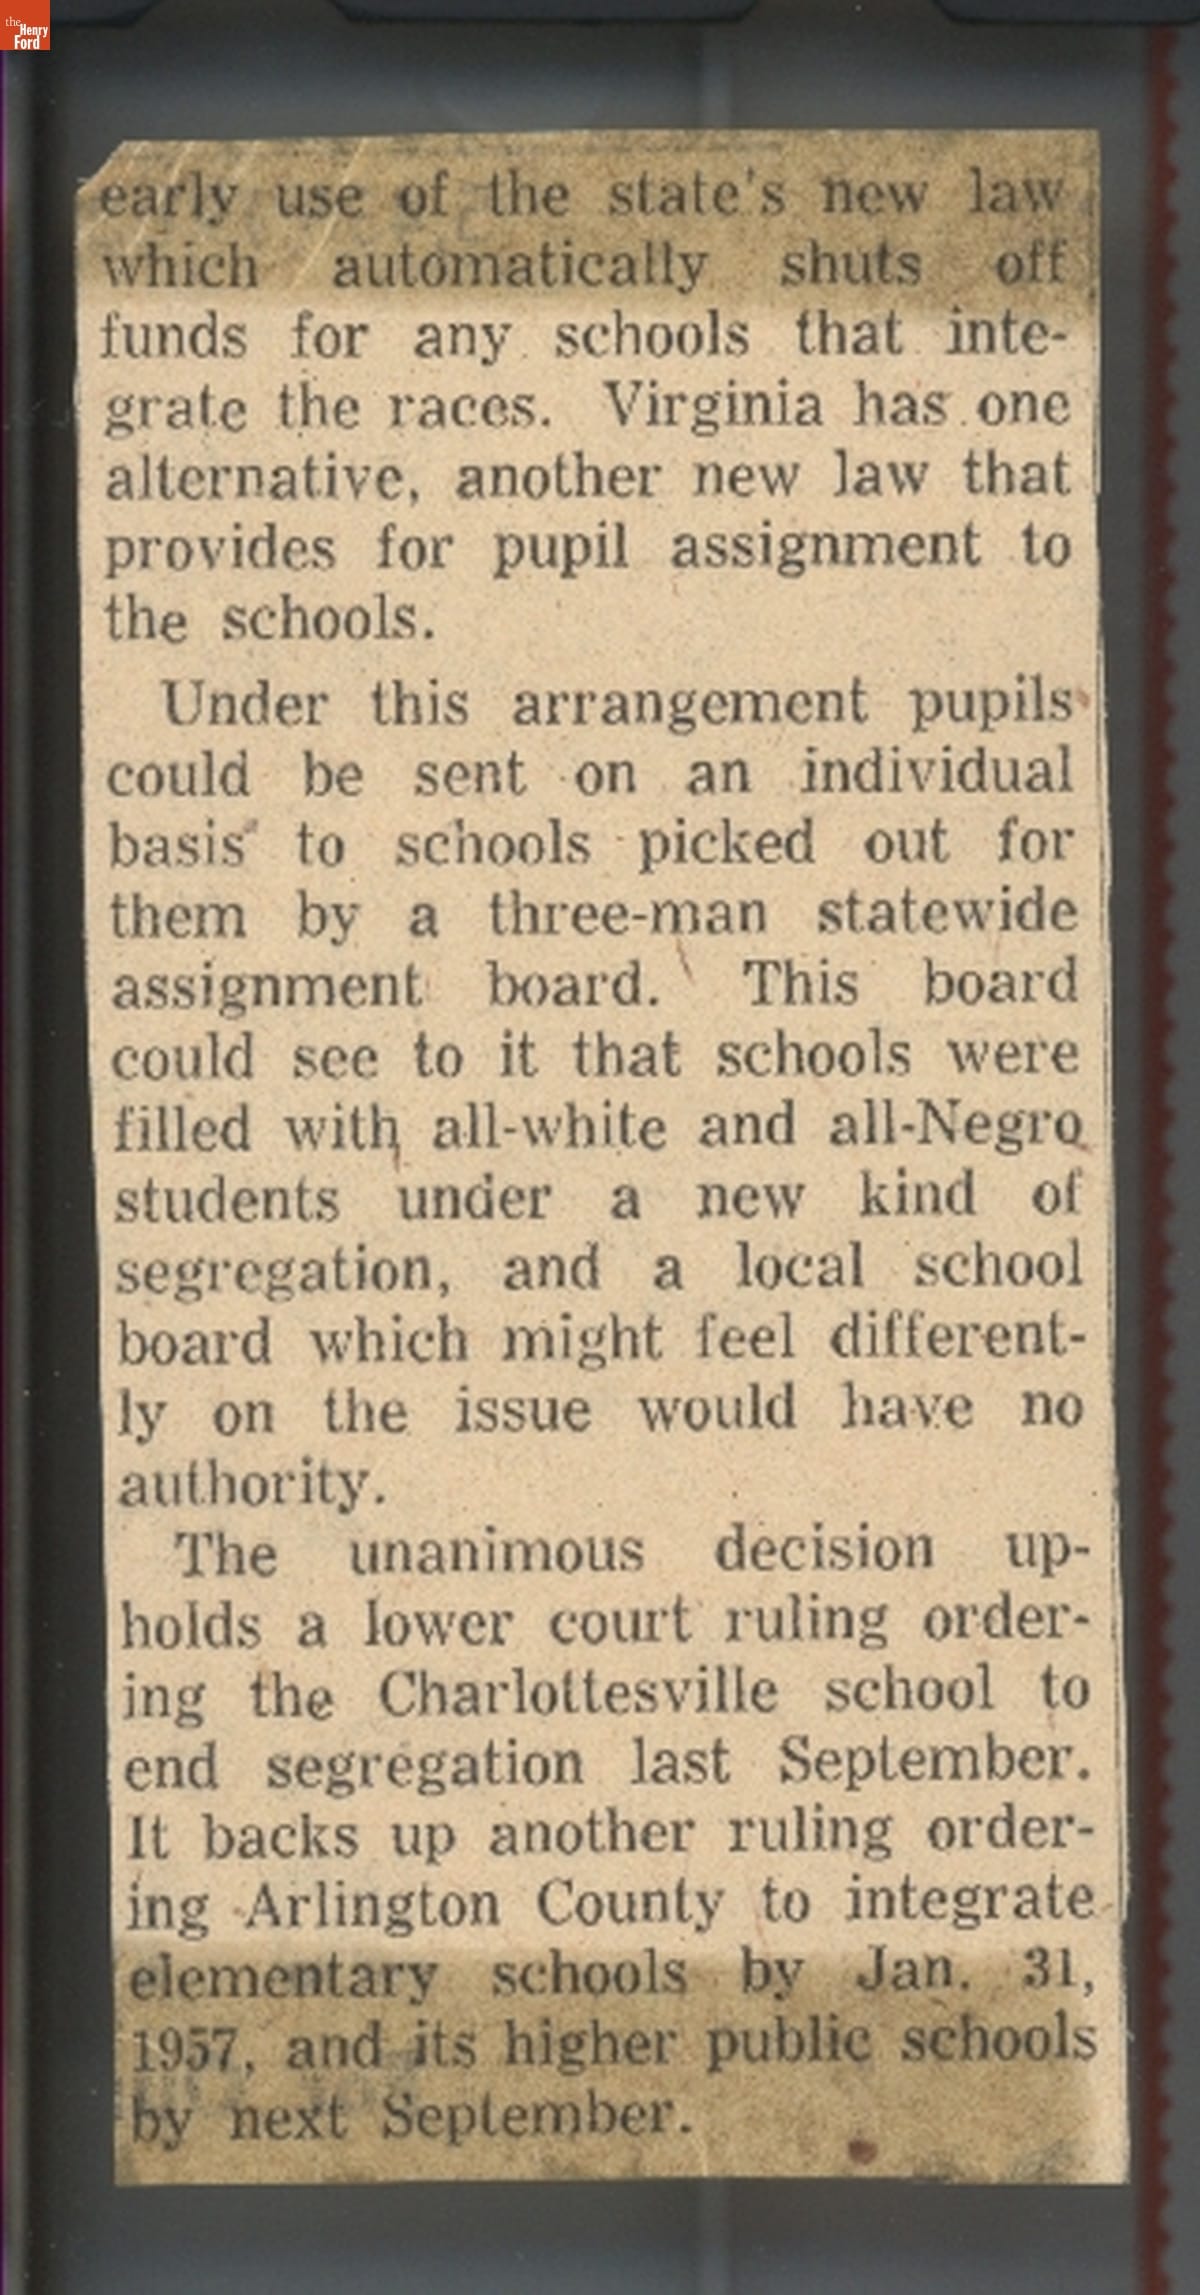 the
Henry
Ford
early use of the state's new law
which automatically shuts off
funds for any schools that inte-
grate the races. Virginia has one
alternative, another new law that
provides for pupil assignment to
the schools.
Under this arrangement pupils
could be sent on an individual
basis to schools picked out for
them by a three-man statewide
assignment board. This board
could see to it that schools were
filled with all-white and all-Negro
students under a new kind of
segregation, and a local school
board which might feel different-
ly on the issue would have no
authority.
The unanimous decision up-
holds a lower court ruling order-
ing the Charlottesville school to
end segregation last September.
It backs up another ruling order-
ing Arlington County to integrate
elementary schools by Jan. 31,
1957, and its higher public schools
by next September.